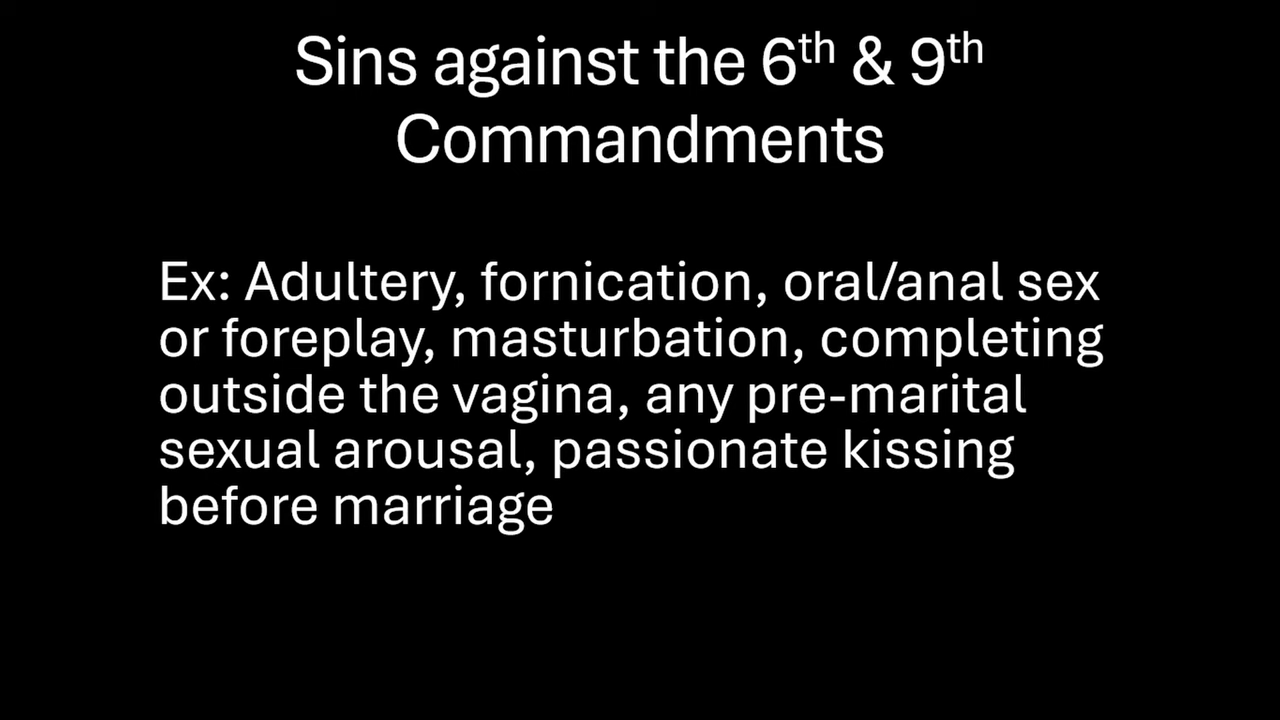 Sins against the 6th & 9th
Commandments
Ex: Adultery, fornication, oral/anal sex
or foreplay, masturbation, completing
outside the vagina, any pre-marital
sexual arousal, passionate kissing
before marriage